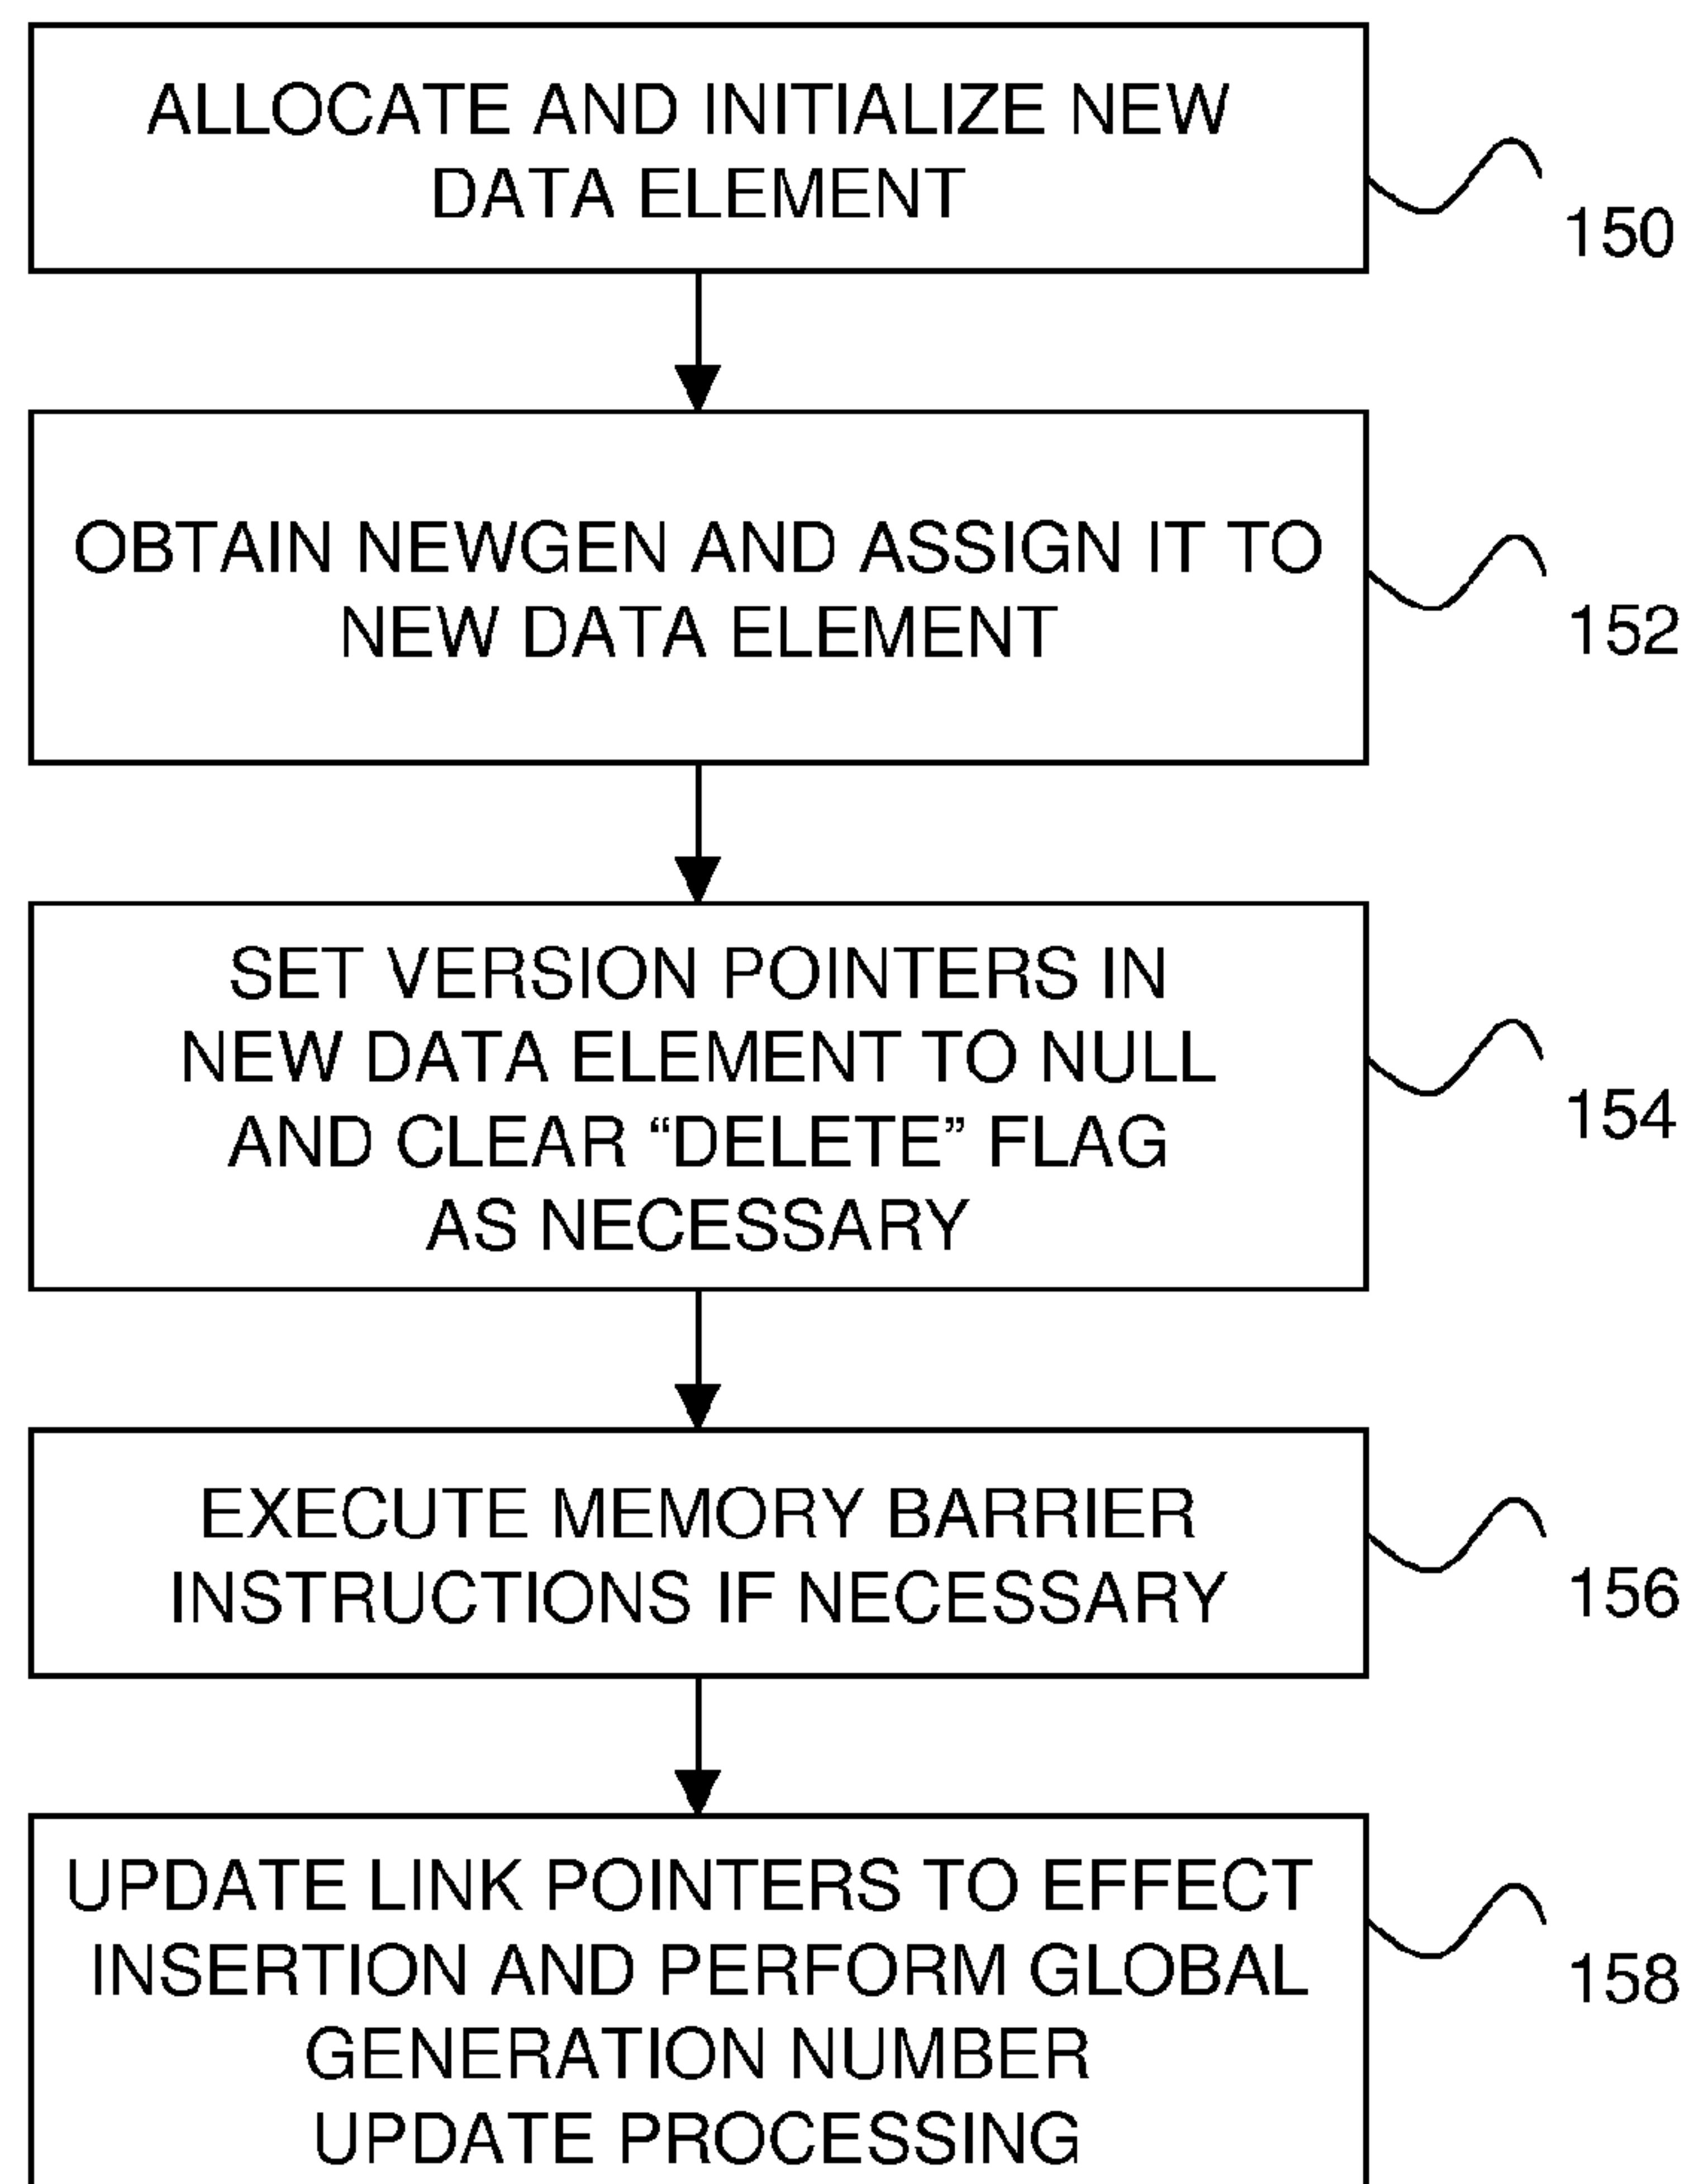 ALLOCATE AND INITIALIZE NEW
DATA ELEMENT
150
OBTAIN NEWGEN AND ASSIGN IT TO
NEW DATA ELEMENT
152
SET VERSION POINTERS IN
NEW DATA ELEMENT TO NULL
AND CLEAR “DELETE” FLAG
AS NECESSARY
154
EXECUTE MEMORY BARRIER
INSTRUCTIONS IF NECESSARY
156
UPDATE LINK POINTERS TO EFFECT
INSERTION AND PERFORM GLOBAL
GENERATION NUMBER
UPDATE PROCESSING
158